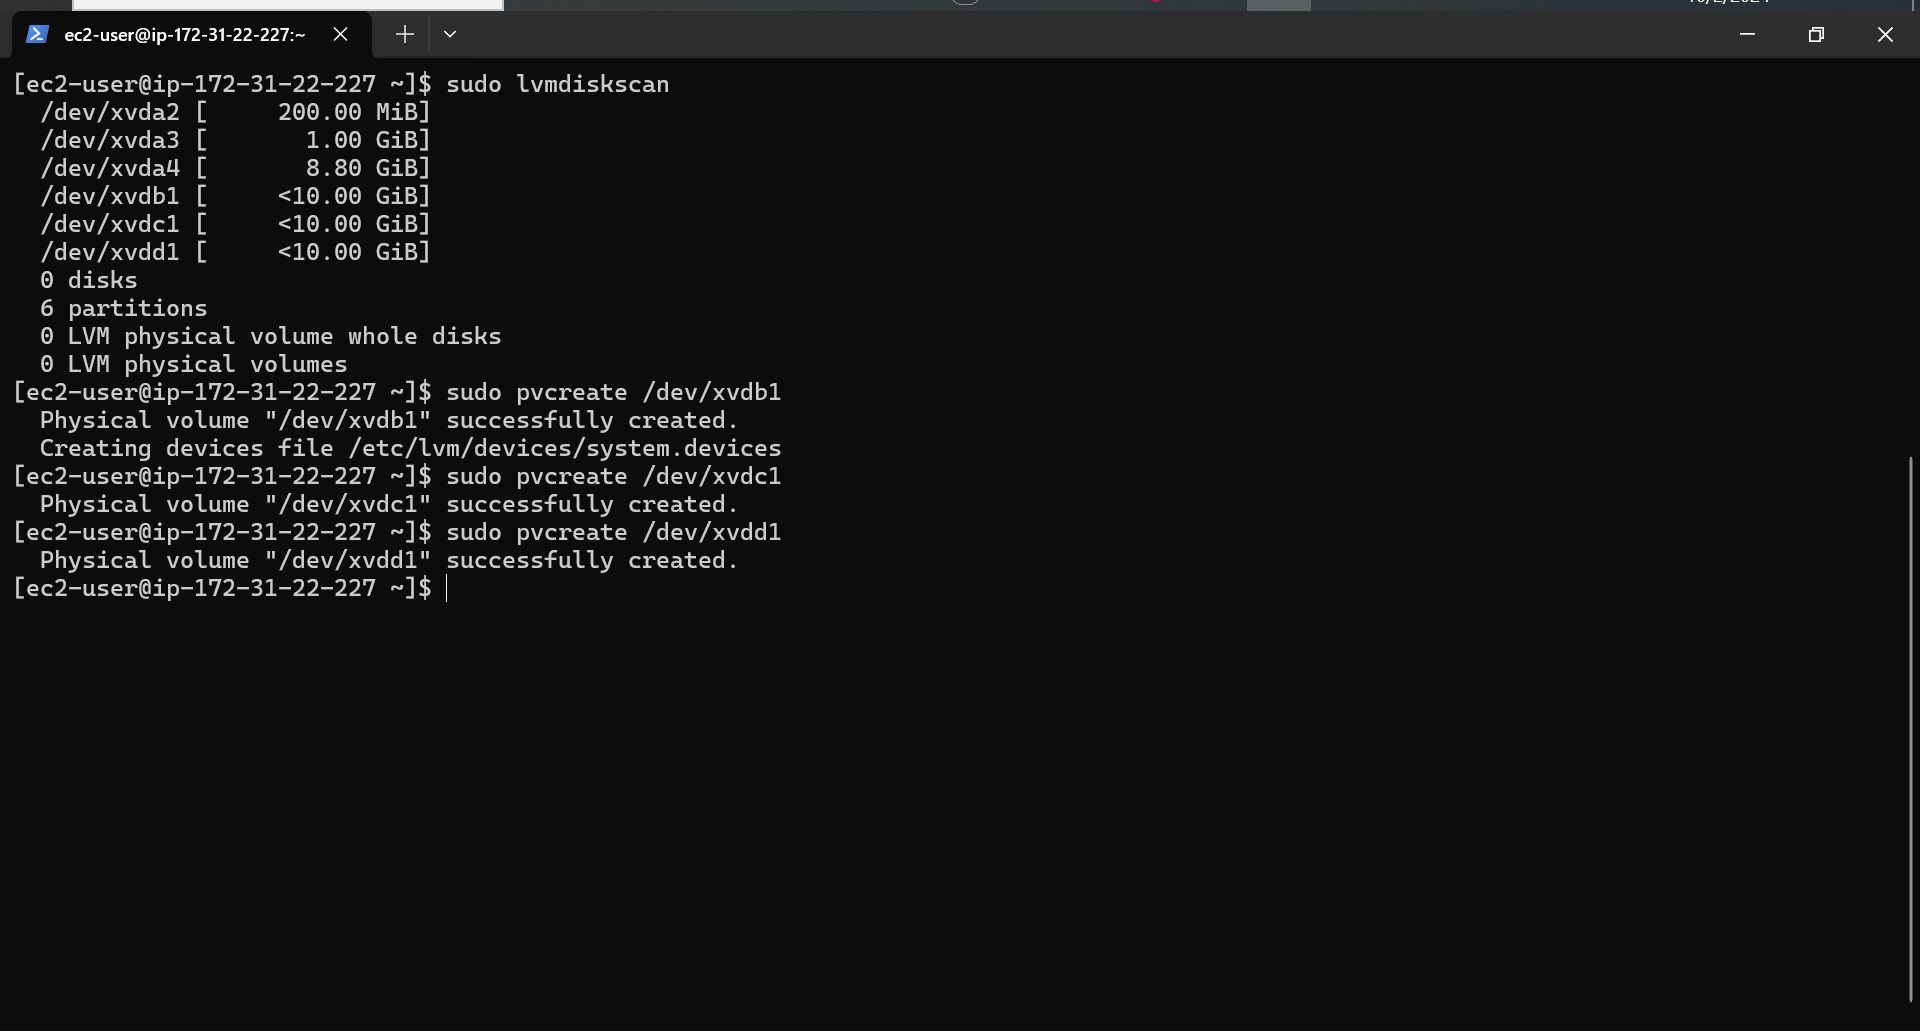 ec2-user@ip-172-31-22-227:~
[ec2-user@ip-172-31-22-227 ~]$ sudo lvmdiskscan
  /dev/xvda2 [     200.00 MiB]
  /dev/xvda3 [       1.00 GiB]
  /dev/xvda4 [       8.80 GiB]
  /dev/xvdb1 [     <10.00 GiB]
  /dev/xvdc1 [     <10.00 GiB]
  /dev/xvdd1 [     <10.00 GiB]
  0 disks
  6 partitions
  0 LVM physical volume whole disks
  0 LVM physical volumes
[ec2-user@ip-172-31-22-227 ~]$ sudo pvcreate /dev/xvdb1
  Physical volume "/dev/xvdb1" successfully created.
  Creating devices file /etc/lvm/devices/system.devices
[ec2-user@ip-172-31-22-227 ~]$ sudo pvcreate /dev/xvdc1
  Physical volume "/dev/xvdc1" successfully created.
[ec2-user@ip-172-31-22-227 ~]$ sudo pvcreate /dev/xvdd1
  Physical volume "/dev/xvdd1" successfully created.
[ec2-user@ip-172-31-22-227 ~]$